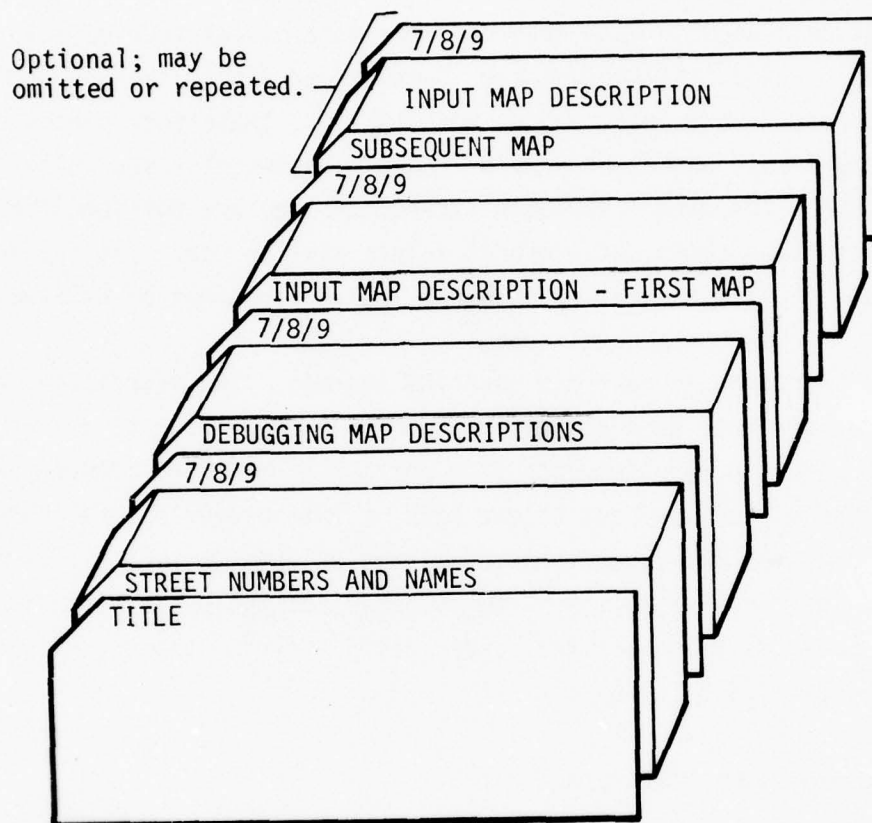 7/8/9
Optional; may be
omitted or repeated.
INPUT MAP DESCRIPTION
SUBSEQUENT MAP
7/8/9
INPUT MAP DESCRIPTION - FIRST MAP
7/8/9
DEBUGGING MAP DESCRIPTIONS
7/8/9
STREET NUMBERS AND NAMES
TITLE